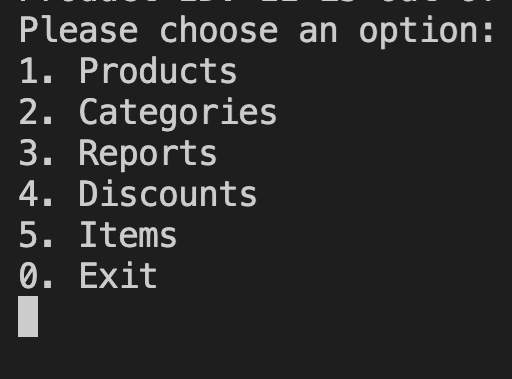 Please choose an option:
1. Products
2. Categories
3. Reports
4. Discounts
5. Items
0. Exit